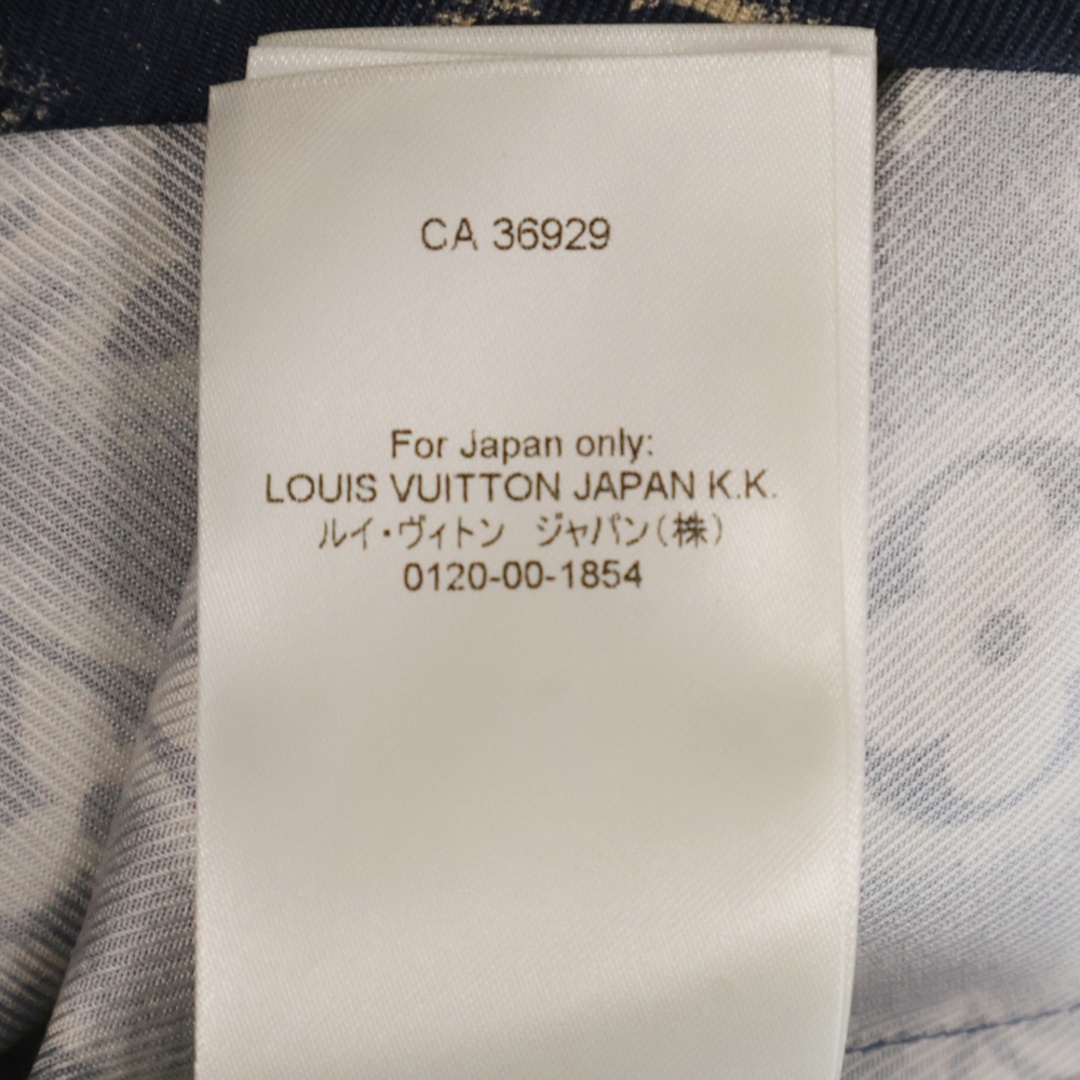 CA 36929
For Japan only:
LOUIS VUITTON JAPAN K.K.
ルイ・ヴィトン　ジャパン(株)
0120-00-1854